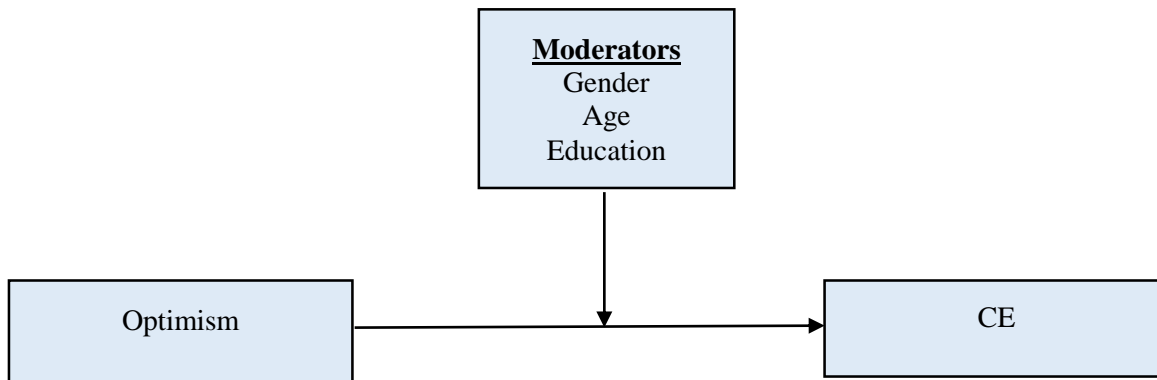 Moderators
Gender
Age
Education
Optimism
CE